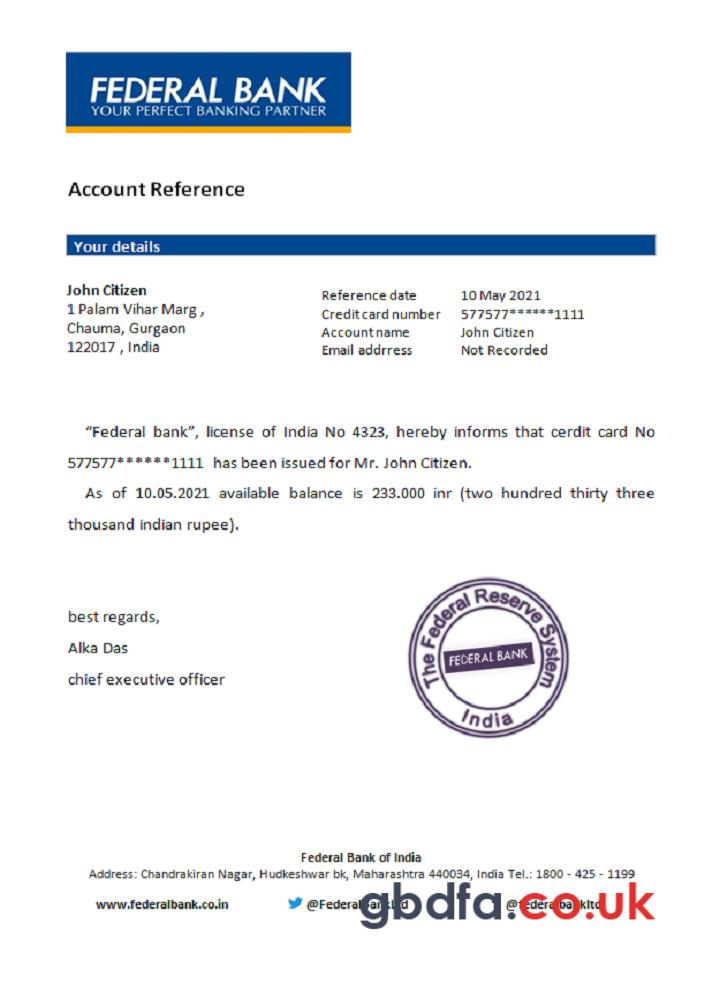 FEDERAL BANK
YOUR PERFECT BANKING PARTNER
Account Reference
Your details
John Citizen
1 Palam Vihar Marg ,
Chauma, Gurgaon
122017 , India
Reference date 10 May 2021
Credit card number 577577******1111
Account name John Citizen
Email addrress Not Recorded
“Federal bank”, license of India No 4323, hereby informs that cerdit card No
577577******1111 has been issued for Mr. John Citizen.
As of 10.05.2021 available balance is 233.000 inr (two hundred thirty three
thousand indian rupee).
best regards,
Alka Das
chief executive officer
The Federal Reserve System
FEDERAL BANK
India
Federal Bank of India
Address: Chandrakiran Nagar, Hudkeshwar bk, Maharashtra 440034, India Tel.: 1800 - 425 - 1199
www.federalbank.co.in @FederalBankLtd @federalbankltd
gbdfa.co.uk